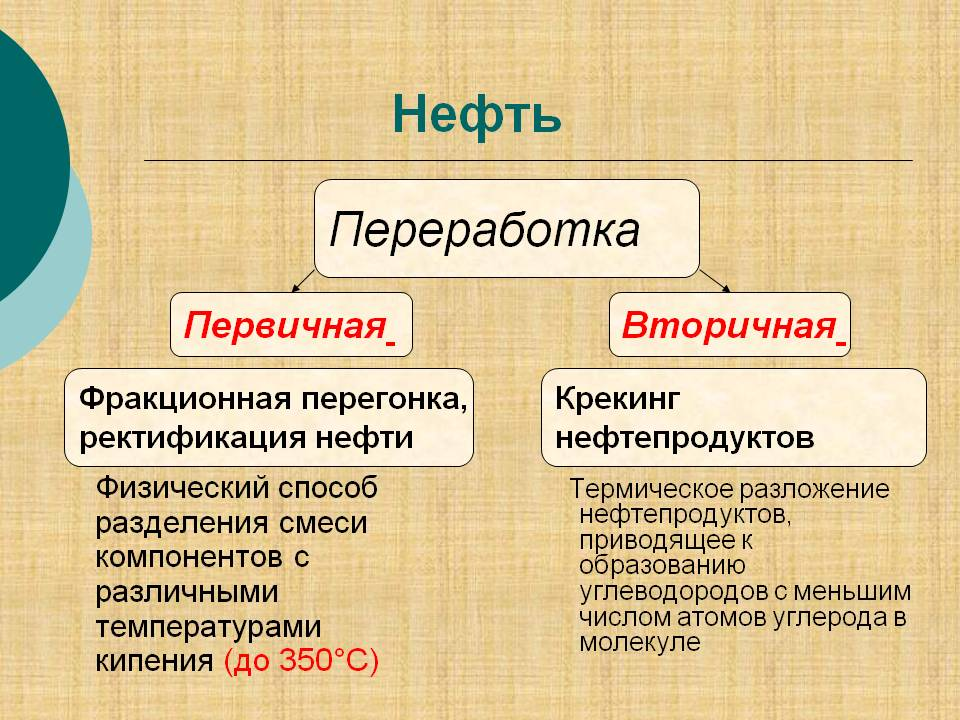 Нефть
Переработка
Первичная
Вторичная
Фракционная перегонка,
ректификация нефти
Крекинг
нефтепродуктов
Физический способ
разделения смеси
компонентов с
различными
температурами
кипения (до 350°С)
Термическое разложение
нефтепродуктов,
приводящее к
образованию
углеводородов с меньшим
числом атомов углерода в
молекуле